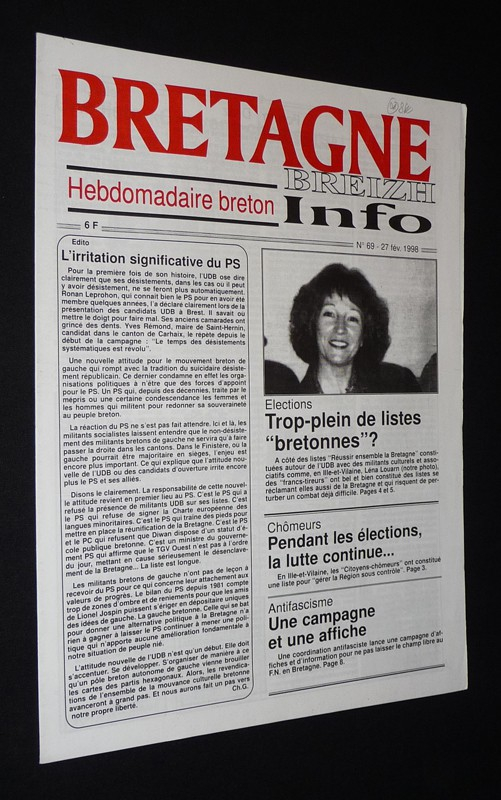 BRETAGNE
BREIZH
Hebdomadaire breton
Info
6 F
N° 69 - 27 fév. 1998
Edito
L'irritation significative du PS
Pour la première fois de son histoire, l'UDB ose dire
clairement que ses désistements, dans les cas où il peut
y avoir désistement, ne se feront plus automatiquement.
Ronan Leprohon, qui connaît bien le PS pour en avoir été
membre quelques années, l'a déclaré clairement lors de la
présentation des candidats UDB à Brest. Il savait ou
mettre le doigt pour faire mal. Ses anciens camarades ont
grincé des dents. Yves Rémond, maire de Saint-Hernin,
candidat dans le canton de Carhaix, le répète depuis le
début de la campagne : "Le temps des désistements
systématiques est révolu".
Une nouvelle attitude pour le mouvement breton de
gauche qui rompt avec la tradition du suicidaire désiste-
ment républicain. Ce dernier condamne en effet les or-
ganisations politiques à n'être que des forces d'appoint
pour le PS. Un PS qui, depuis des décennies, traite par le
mépris ou une certaine condescendance les femmes et
les hommes qui militent pour redonner sa souveraineté
au peuple breton.
La réaction du PS ne s'est pas fait attendre. Ici et là, les
militants socialistes laissent entendre que le non-désiste-
ment des militants bretons de gauche ne servira qu'à faire
passer la droite dans les cantons. Dans le Finistère, ou la
gauche pourrait être majoritaire en sièges, l'enjeu est
encore plus important. Ce qui explique que l'attitude nou-
velle de l'UDB ou des candidats d'ouverture irrite encore
plus le PS et ses alliés.
Disons le clairement. La responsabilité de cette nouvel-
le attitude revient en premier lieu au PS. C'est le PS qui a
refusé la présence de militants UDB sur ses listes. C'est
le PS qui refuse de signer la Charte européenne des
langues minoritaires. C'est le PS qui traîne des pieds pour
mettre en place la réunification de la Bretagne. C'est le PS
et le PC qui refusent que Diwan dispose d'un statut d'é-
cole publique bretonne. C'est un ministre du gouverne-
ment PS qui affirme que le TGV Ouest n'est pas à l'ordre
du jour, mettant en cause sérieusement le désenclave-
ment de la Bretagne... La liste est longue.
Les militants bretons de gauche n'ont pas de leçon à
recevoir du PS pour ce qui concerne leur attachement aux
valeurs de progrès. Le bilan du PS depuis 1981 compte
trop de zones d'ombre et de reniements pour que les amis
de Lionel Jospin puissent s'ériger en dépositaire uniques
des idées de gauche. La gauche bretonne. Celle qui se bat
pour donner une alternative politique à la Bretagne n'a
rien à gagner à laisser le PS continuer à mener une poli-
tique qui n'apporte aucune amélioration fondamentale à
notre situation de peuple nié.
L'attitude nouvelle de l'UDB n'est qu'un début. Elle doit
s'accentuer. Se développer. S'organiser de manière à ce
qu'un pôle breton autonome de gauche vienne brouiller
les cartes des partis hexagonaux. Alors, les revendica-
tions de l'ensemble de la mouvance culturelle bretonne
avanceront à grand pas. Et nous aurons fait un pas vers
notre propre liberté.
Ch.G.
Elections
Trop-plein de listes
"bretonnes"?
A côté des listes "Réussir ensemble la Bretagne" consti-
tuées autour de l'UDB avec des militants culturels et asso-
ciatifs comme, en Ille-et-Vilaine, Lena Louarn (notre photo),
des "francs-tireurs" ont bel et bien constitué des listes se
réclamant elles aussi de la Bretagne et qui risquent de per-
turber un combat déjà difficile. Pages 4 et 5.
Chômeurs
Pendant les élections,
la lutte continue...
En Ille-et-Vilaine, les "Citoyens-chômeurs" ont constitué
une liste pour "gérer la Région sous contrôle". Page 3.
Antifascisme
Une campagne
et une affiche
Une coordination antifasciste lance une campagne d'af-
fiches et d'information pour ne pas laisser le champ libre au
F.N. en Bretagne. Page 8.